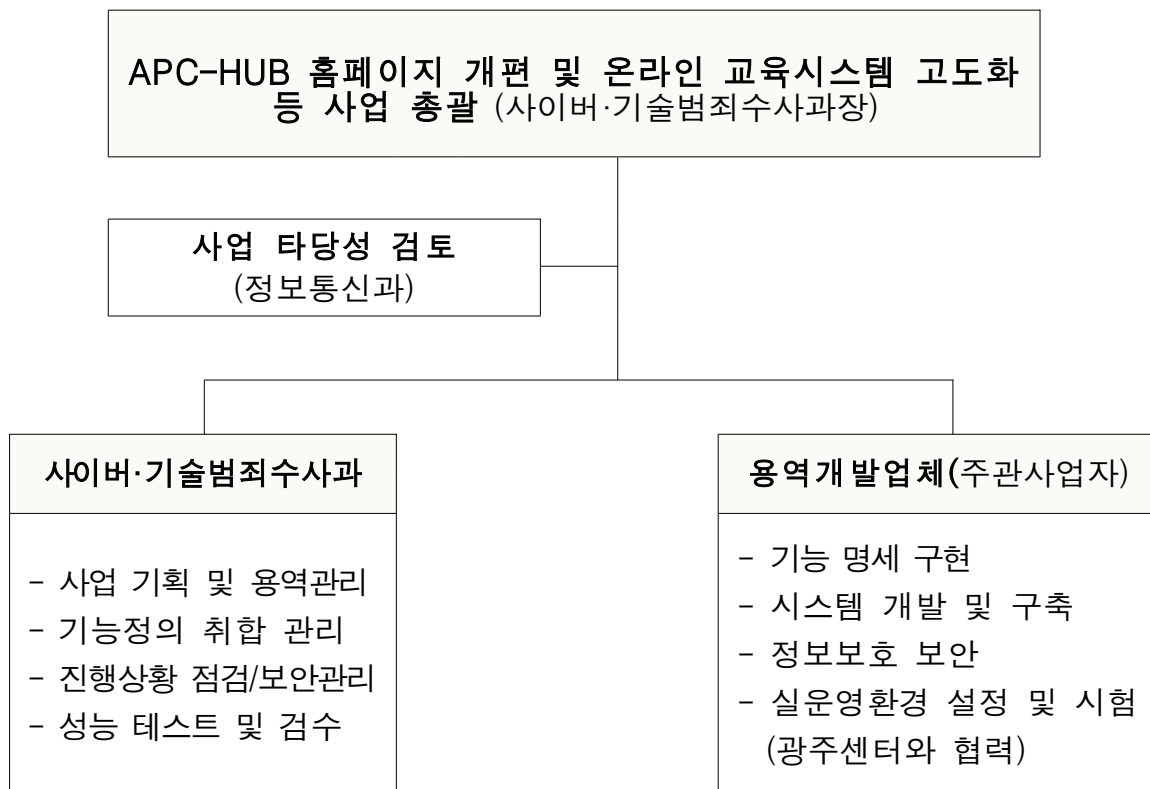 APC-HUB 홈페이지 개편 및 온라인 교육시스템 고도화
등 사업 총괄 (사이버·기술범죄수사과장)
사업 타당성 검토
(정보통신과)
사이버·기술범죄수사과
- 사업 기획 및 용역관리
- 기능정의 취합 관리
- 진행상황 점검/보안관리
- 성능 테스트 및 검수
용역개발업체(주관사업자)
- 기능 명세 구현
- 시스템 개발 및 구축
- 정보보호 보안
- 실운영환경 설정 및 시험
(광주센터와 협력)